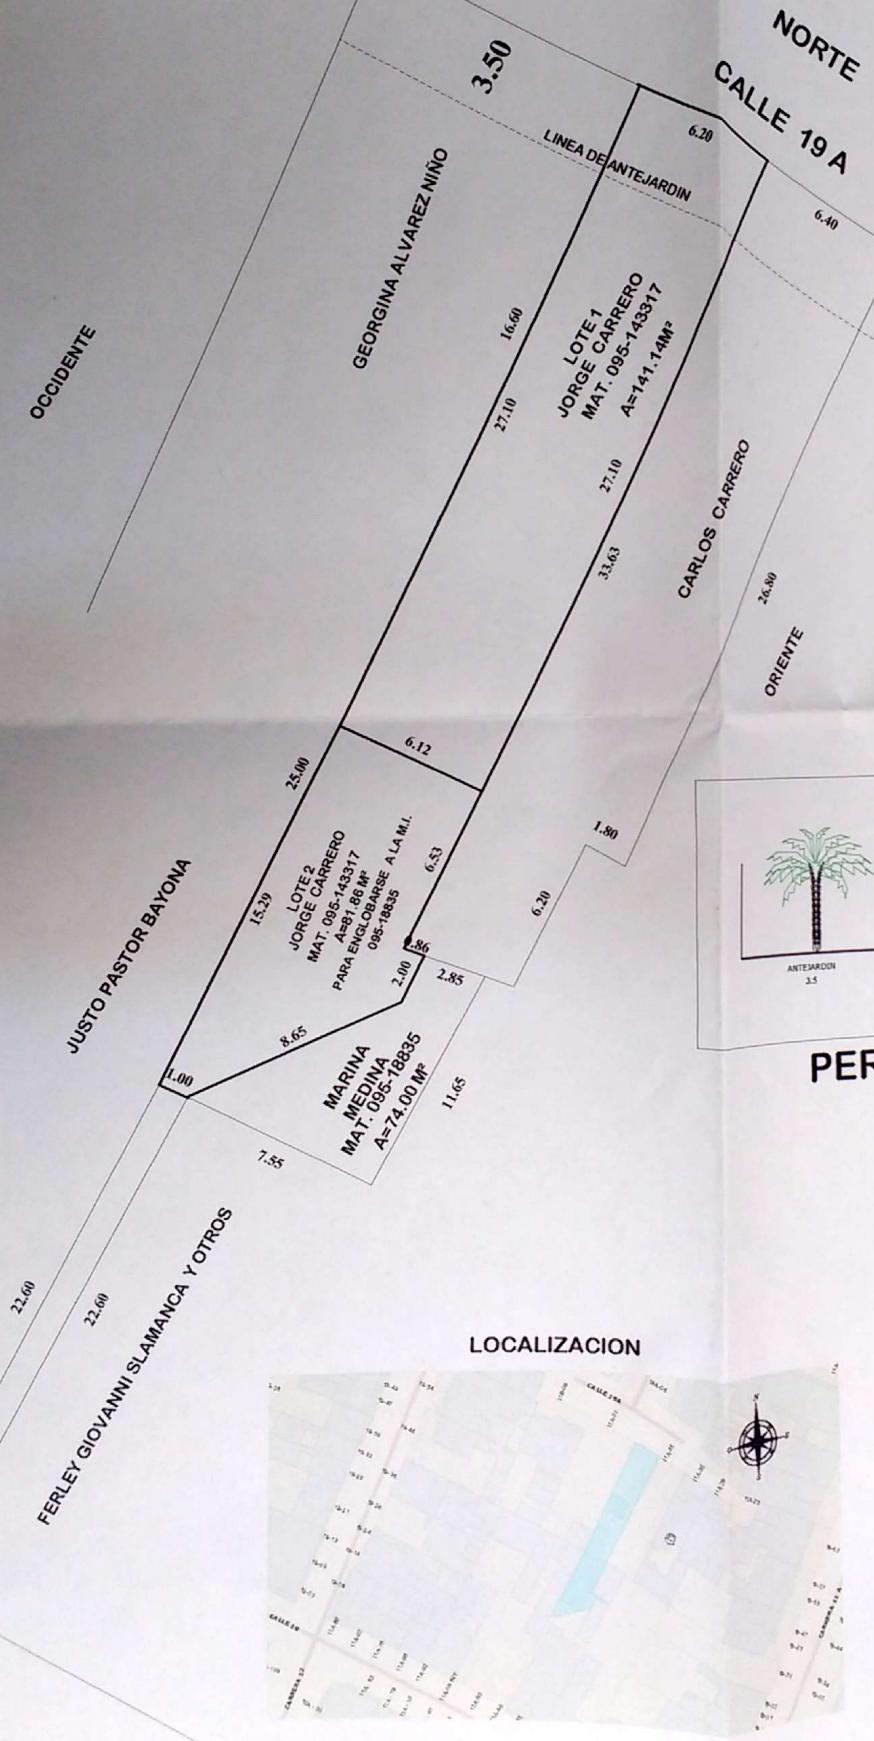 NORTE
CALLE 19 A
3.50
6.20
LINEA DE ANTEJARDIN
6.40
GEORGINA ALVAREZ NIÑO
OCCIDENTE
16.60
27.10
LOTE 1
JORGE CARRERO
MAT. 095-143317
A=141.14M²
27.10
33.63
CARLOS CARRERO
26.80
ORIENTE
6.12
25.00
15.29
LOTE 2
JORGE CARRERO
MAT. 095-143317
A=81.86 M²
PARA ENGLOBARSE A LA M.I.
095-18835
6.53
1.80
6.20
.86
2.00
2.85
JUSTO PASTOR BAYONA
8.65
1.00
MARINA
MEDINA
MAT. 095-18835
A=74.00 M²
11.65
7.55
ANTEJARDIN
3.5
PER
22.60
22.60
FERLEY GIOVANNI SLAMANCA Y OTROS
LOCALIZACION
CALLE 19A
CALLE 20